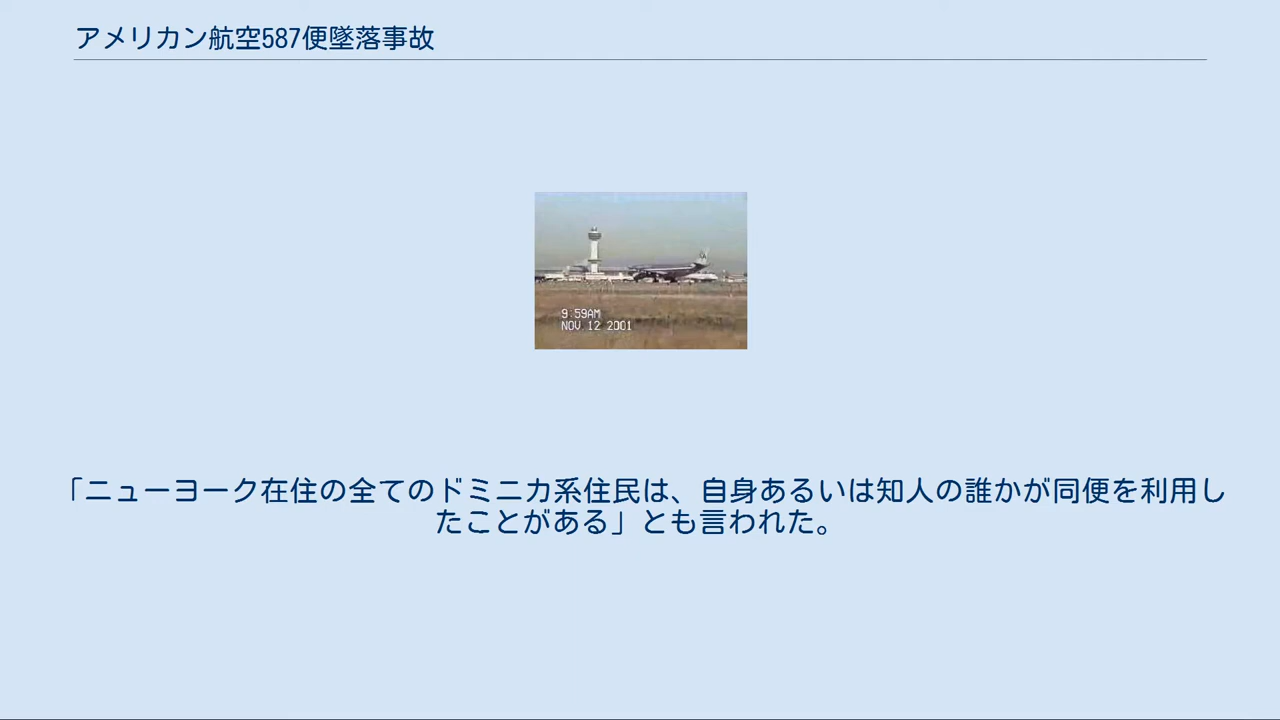 アメリカン航空587便墜落事故
9:59AM
NOV.12 2001
「ニューヨーク在住の全てのドミニカ系住民は、自身あるいは知人の誰かが同便を利用し
たことがある」とも言われた。